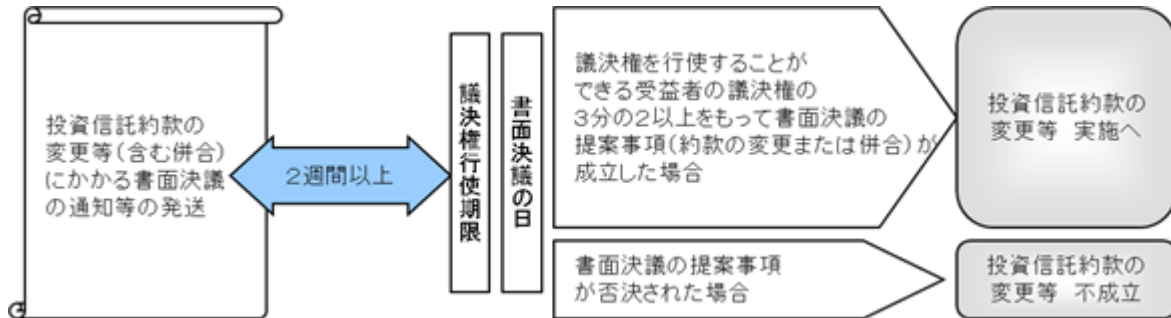 投資信託約款の
変更等（含む併合）
にかかる書面決議
の通知等の発送
２週間以上
議決権行使期限
書面決議の日
議決権を行使することが
できる受益者の議決権の
３分の２以上をもって書面決議の
提案事項（約款の変更または併合）が
成立した場合
投資信託約款の
変更等　実施へ
書面決議の提案事項
が否決された場合
投資信託約款の
変更等　不成立